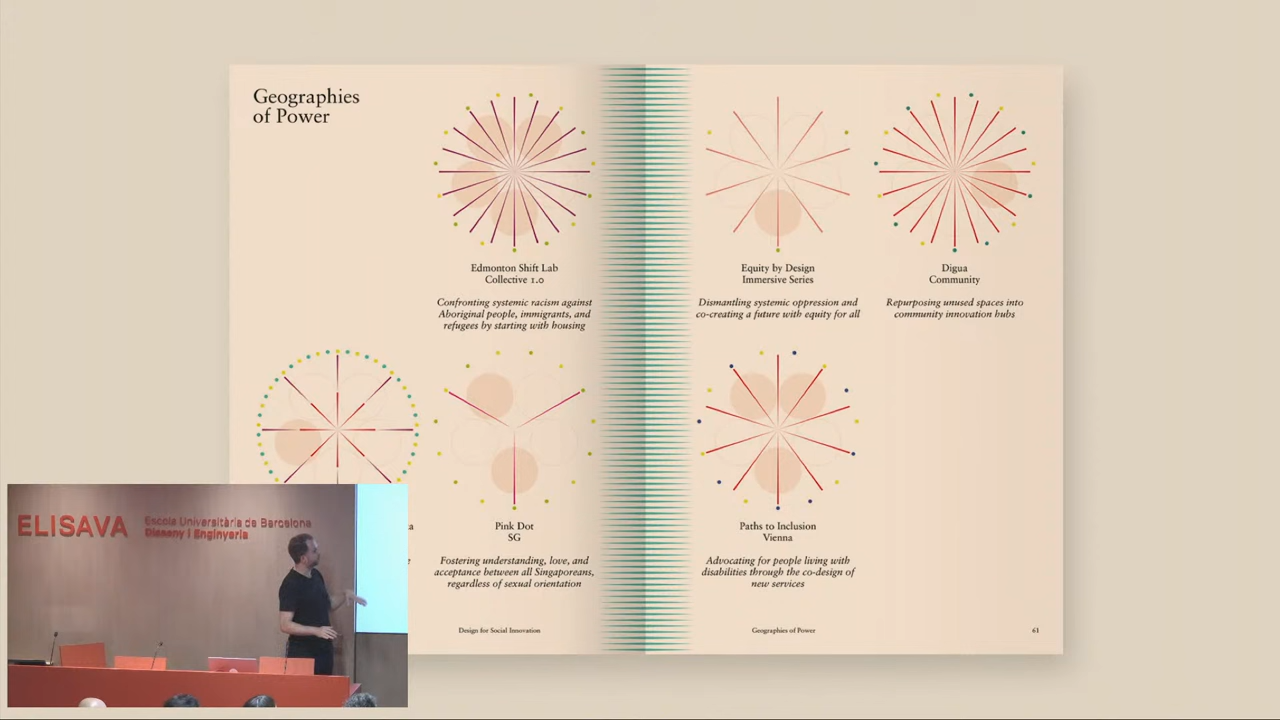 Geographies
of Power
Edmonton Shift Lab
Collective 1.0
Confronting systemic racism against
Aboriginal people, immigrants, and
refugees by starting with housing
Equity by Design
Immersive Series
Dismantling systemic oppression and
co-creating a future with equity for all
Digua
Community
Repurposing unused spaces into
community innovation hubs
Pink Dot
SG
Fostering understanding, love, and
acceptance between all Singaporeans,
regardless of sexual orientation
Paths to Inclusion
Vienna
Advocating for people living with
disabilities through the co-design of
new services
Design for Social Innovation
Geographies of Power
61
ELISAVA
Escola Universitària de Barcelona
Disseny i Enginyeria